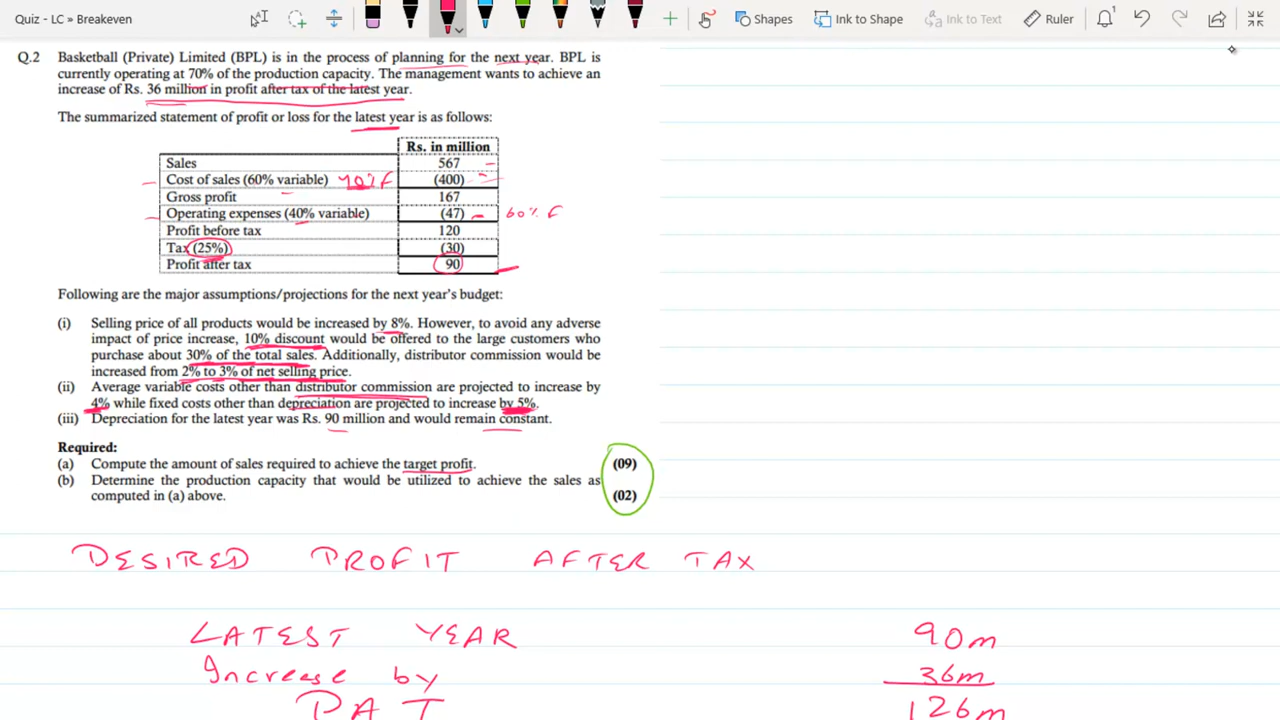 Quiz - LC » Breakeven
Shapes
Ink to Shape
Ink to Text
Ruler
1
Q.2 Basketball (Private) Limited (BPL) is in the process of planning for the next year. BPL is
currently operating at 70% of the production capacity. The management wants to achieve an
increase of Rs. 36 million in profit after tax of the latest year.
The summarized statement of profit or loss for the latest year is as follows:
Rs. in million
Sales 567
Cost of sales (60% variable) 40% F (400)
Gross profit 167
Operating expenses (40% variable) (47) 60% F
Profit before tax 120
Tax (25%) (30)
Profit after tax 90
Following are the major assumptions/projections for the next year's budget:
(i) Selling price of all products would be increased by 8%. However, to avoid any adverse
impact of price increase, 10% discount would be offered to the large customers who
purchase about 30% of the total sales. Additionally, distributor commission would be
increased from 2% to 3% of net selling price.
(ii) Average variable costs other than distributor commission are projected to increase by
4% while fixed costs other than depreciation are projected to increase by 5%.
(iii) Depreciation for the latest year was Rs. 90 million and would remain constant.
Required:
(a) Compute the amount of sales required to achieve the target profit. (09)
(b) Determine the production capacity that would be utilized to achieve the sales as
computed in (a) above. (02)
DESIRED PROFIT AFTER TAX
LATEST YEAR 90m
Increase by 36m
PAT 126m